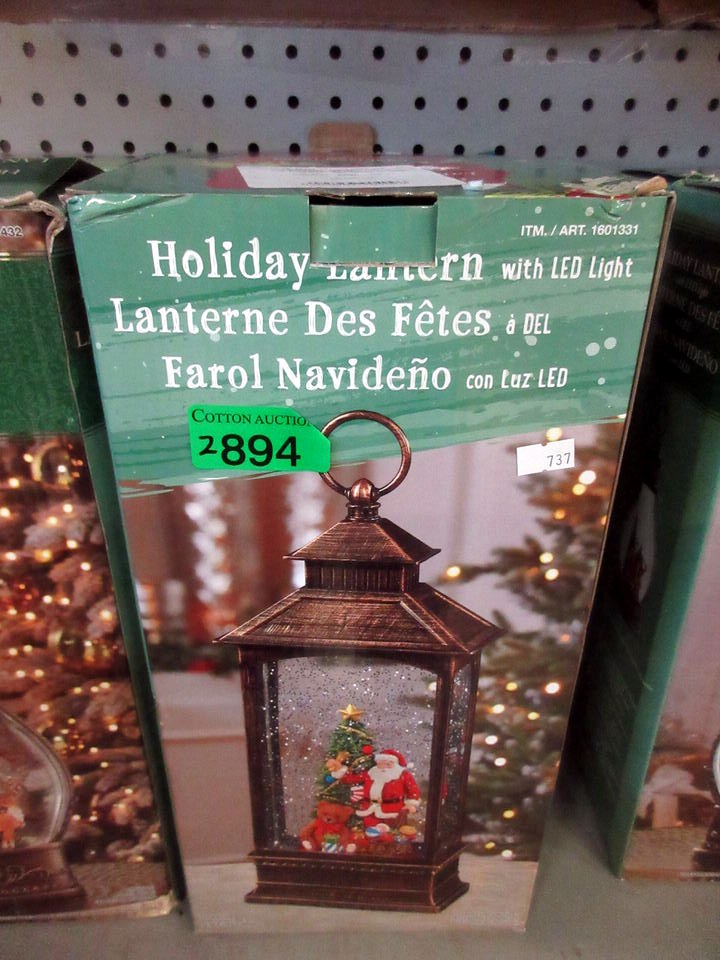 ITM. / ART. 1601331
Holiday Lantern with LED Light
Lanterne Des Fêtes à DEL
Farol Navideño con Luz LED
COTTON AUCTIO
2894
737
432